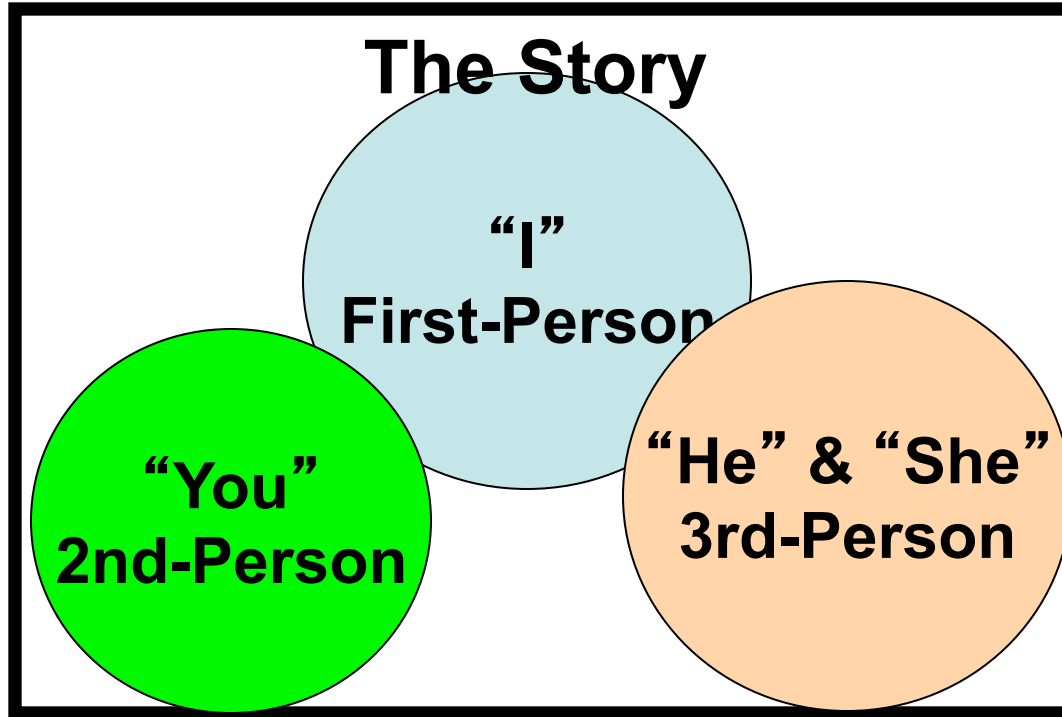 The Story
“I”
First-Person
“You”
2nd-Person
“He” & “She”
3rd-Person